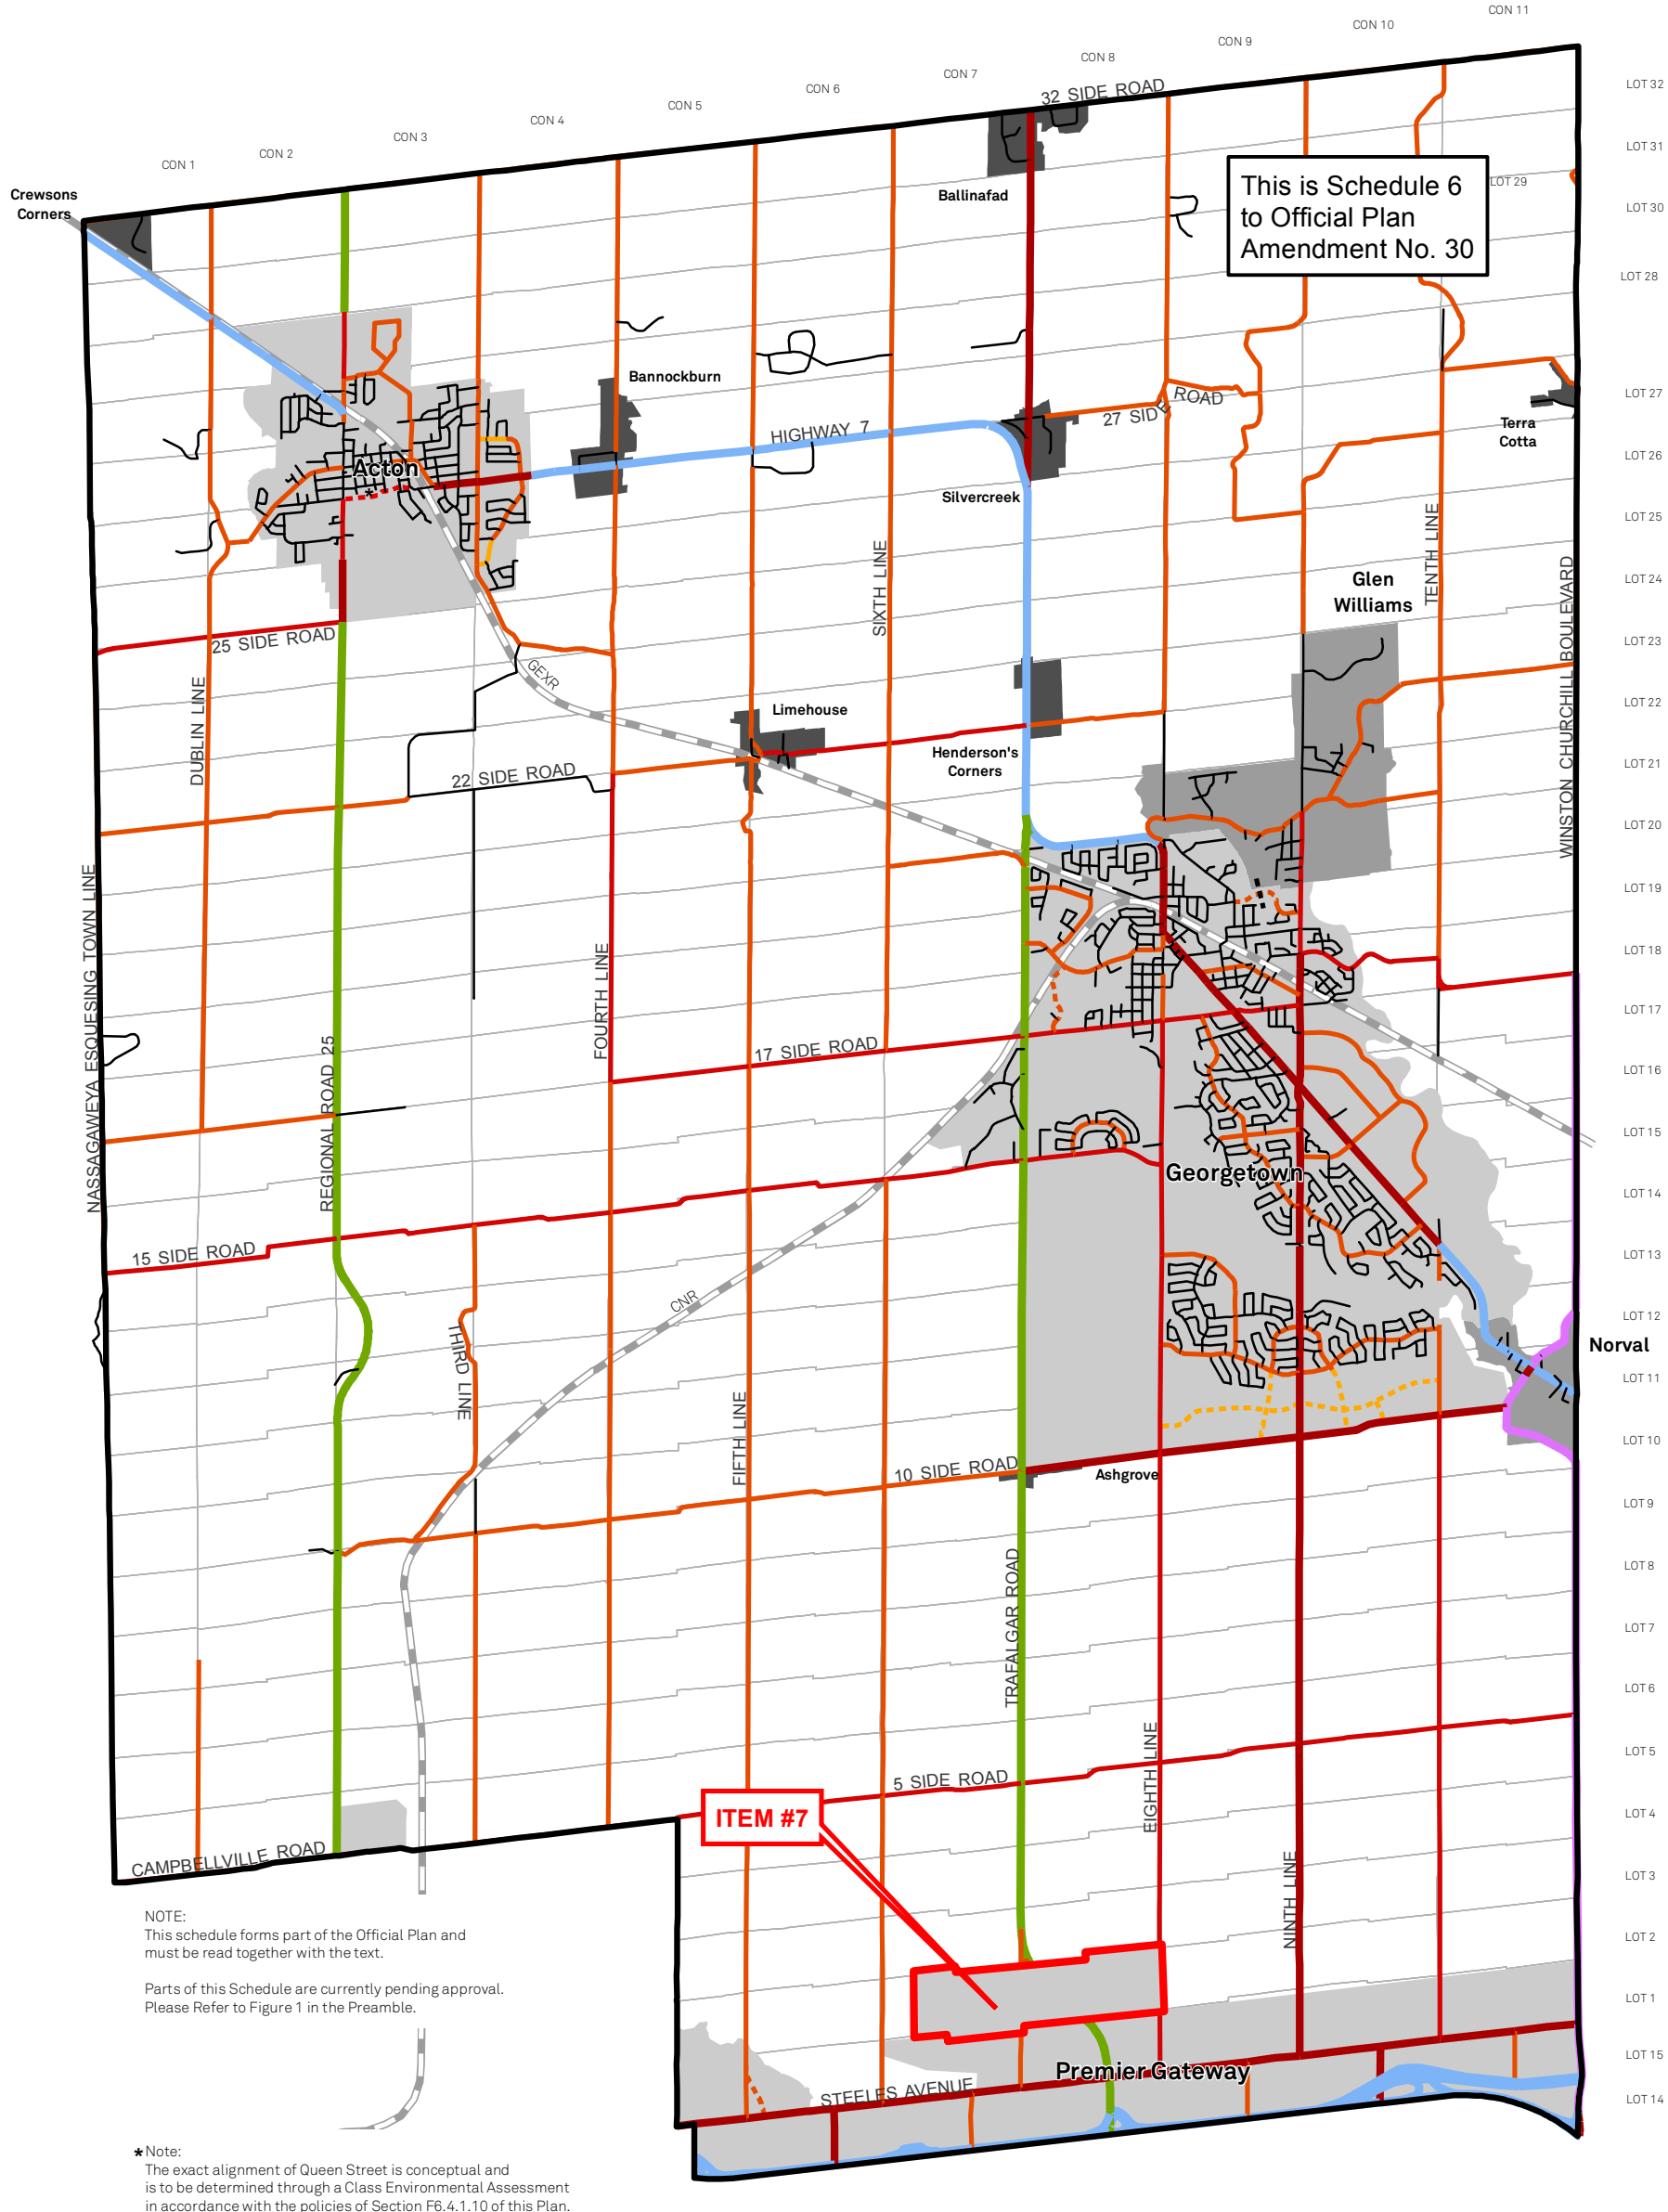 CON 11
CON 10
CON 9
CON 8
CON 7
CON 6
CON 5
CON 4
CON 3
CON 2
CON 1
32 SIDE ROAD
LOT 32
LOT 31
LOT 30
LOT 29
LOT 28
LOT 27
LOT 26
LOT 25
LOT 24
LOT 23
LOT 22
LOT 21
LOT 20
LOT 19
LOT 18
LOT 17
LOT 16
LOT 15
LOT 14
LOT 13
LOT 12
LOT 11
LOT 10
LOT 9
LOT 8
LOT 7
LOT 6
LOT 5
LOT 4
LOT 3
LOT 2
LOT 1
LOT 15
LOT 14
This is Schedule 6
to Official Plan
Amendment No. 30
Crewsons
Corners
Ballinafad
Bannockburn
27 SIDE ROAD
Terra
Cotta
HIGHWAY 7
Acton
*
Silvercreek
SIXTH LINE
TENTH LINE
Glen
Williams
WINSTON CHURCHILL BOULEVARD
25 SIDE ROAD
GEXR
DUBLIN LINE
Limehouse
Henderson's
Corners
22 SIDE ROAD
NASSAGAWEYA ESQUESING TOWN LINE
FOURTH LINE
REGIONAL ROAD 25
17 SIDE ROAD
Georgetown
15 SIDE ROAD
CNR
THIRD LINE
Norval
FIFTH LINE
10 SIDE ROAD
Ashgrove
TRAFALGAR ROAD
EIGHTH LINE
5 SIDE ROAD
ITEM #7
NINTH LINE
CAMPBELLVILLE ROAD
Premier Gateway
STEELES AVENUE
NOTE:
This schedule forms part of the Official Plan and
must be read together with the text.
Parts of this Schedule are currently pending approval.
Please Refer to Figure 1 in the Preamble.
* Note:
The exact alignment of Queen Street is conceptual and
is to be determined through a Class Environmental Assessment
in accordance with the policies of Section F6.4.1.10 of this Plan.